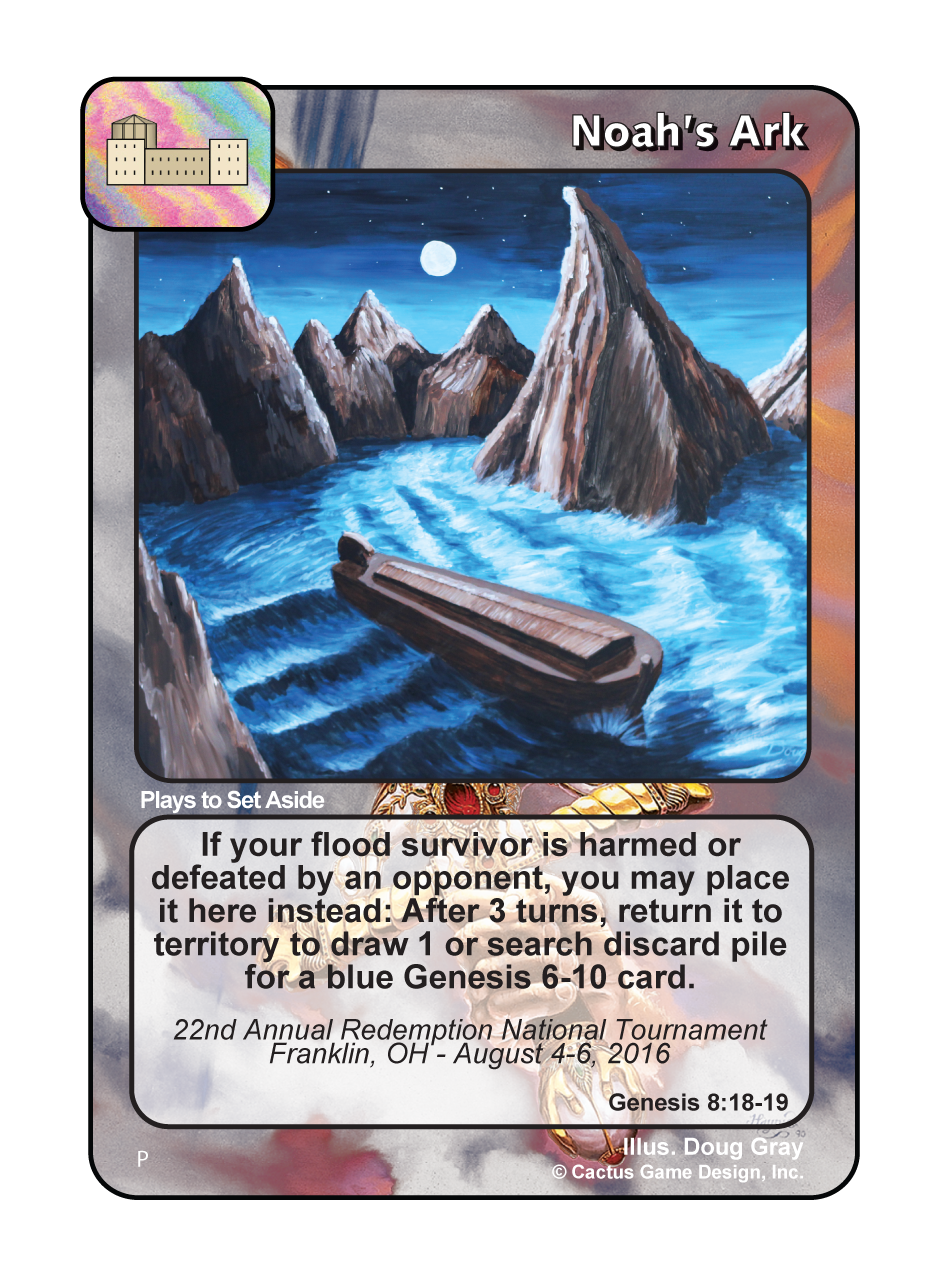 Noah's Ark
Plays to Set Aside
If your flood survivor is harmed or
defeated by an opponent, you may place
it here instead: After 3 turns, return it to
territory to draw 1 or search discard pile
for a blue Genesis 6-10 card.
22nd Annual Redemption National Tournament
Franklin, OH - August 4-6, 2016
Genesis 8:18-19
P
Illus. Doug Gray
© Cactus Game Design, Inc.